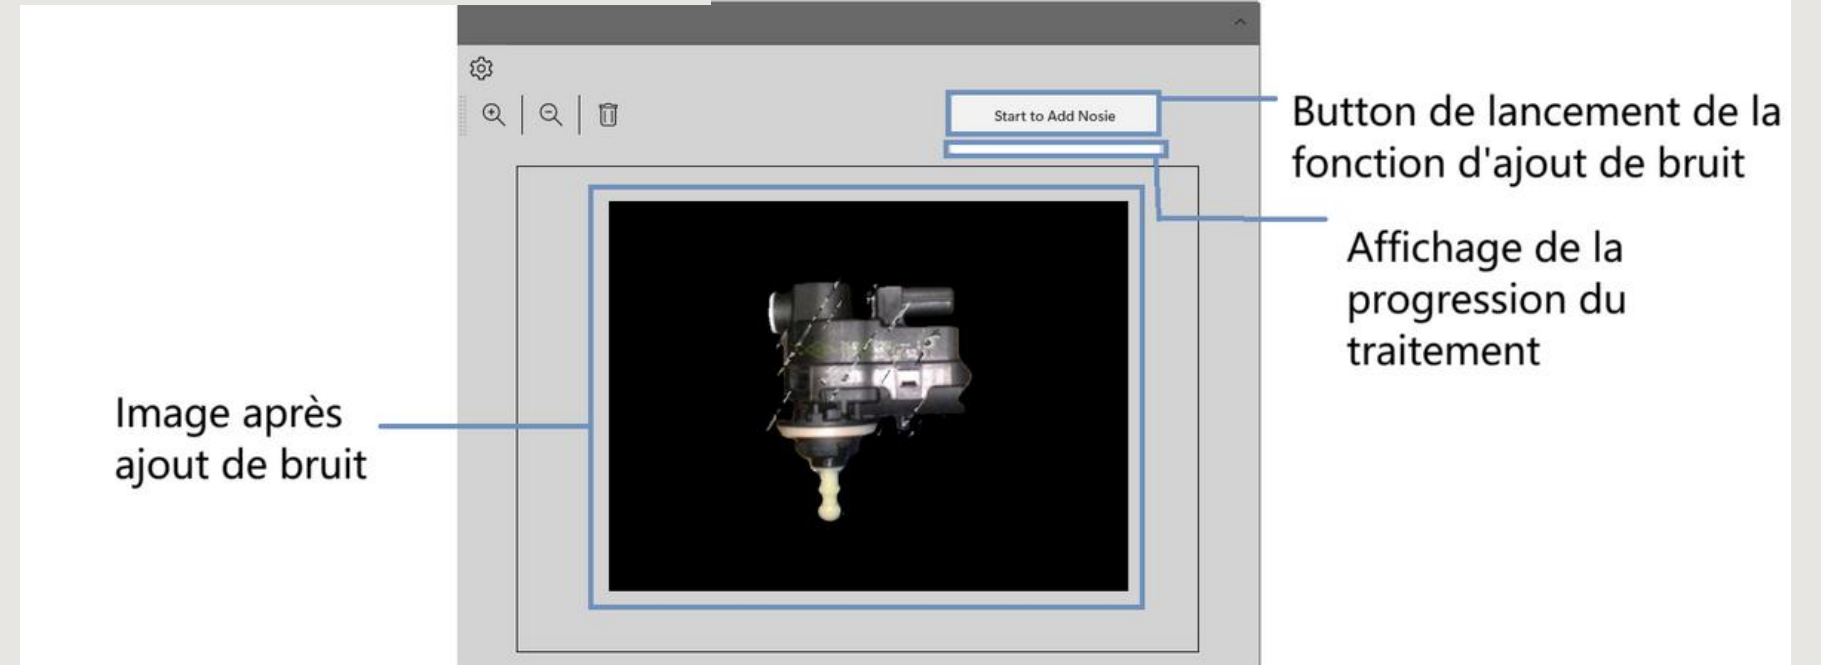 Start to Add Nosie
Button de lancement de la
fonction d'ajout de bruit
Affichage de la
progression du
traitement
Image après
ajout de bruit